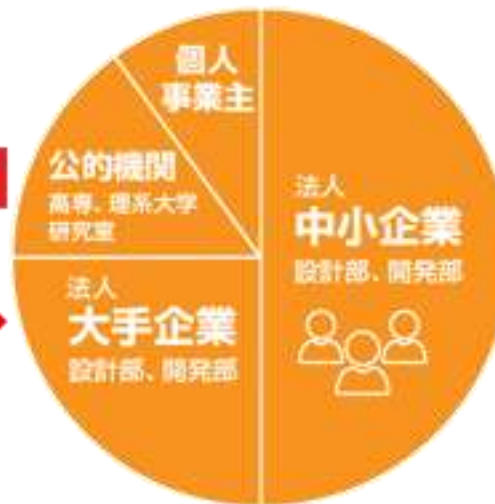 個人
事業主
公的機関
高専、理系大学
研究室
法人
中小企業
設計部、開発部
法人
大手企業
設計部、開発部